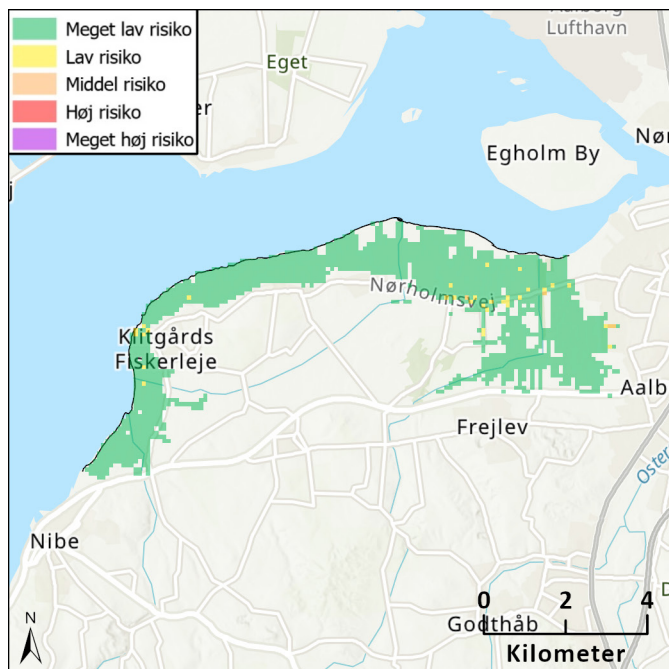 Meget lav risiko
Lav risiko
Middel risiko
Høj risiko
Meget høj risiko
Lufthavn
Eget
Egholm By
Nørholmsvej
Klitgårds
Fiskerleje
Frejlev
Nibe
Godthåb
N
0 2 4
Kilometer